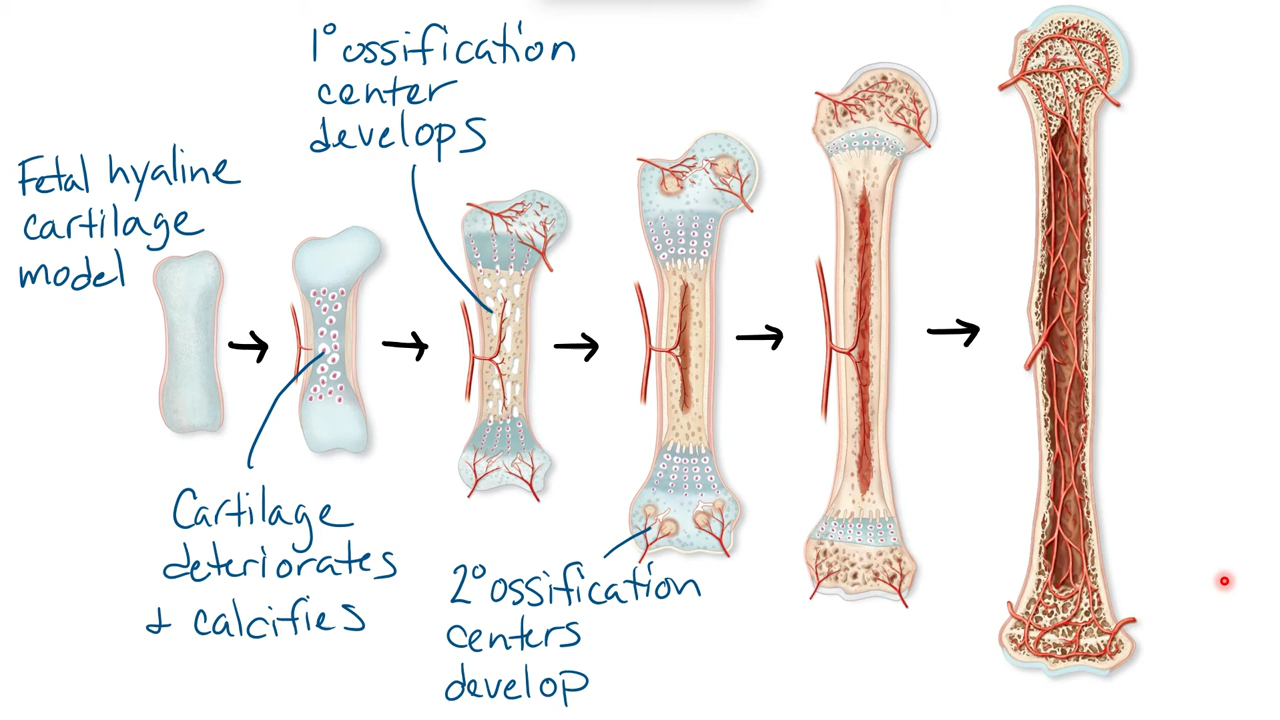 1° ossification
center
develops
Fetal hyaline
cartilage
model
Cartilage
deteriorates
+ calcifies
2° ossification
centers
develop